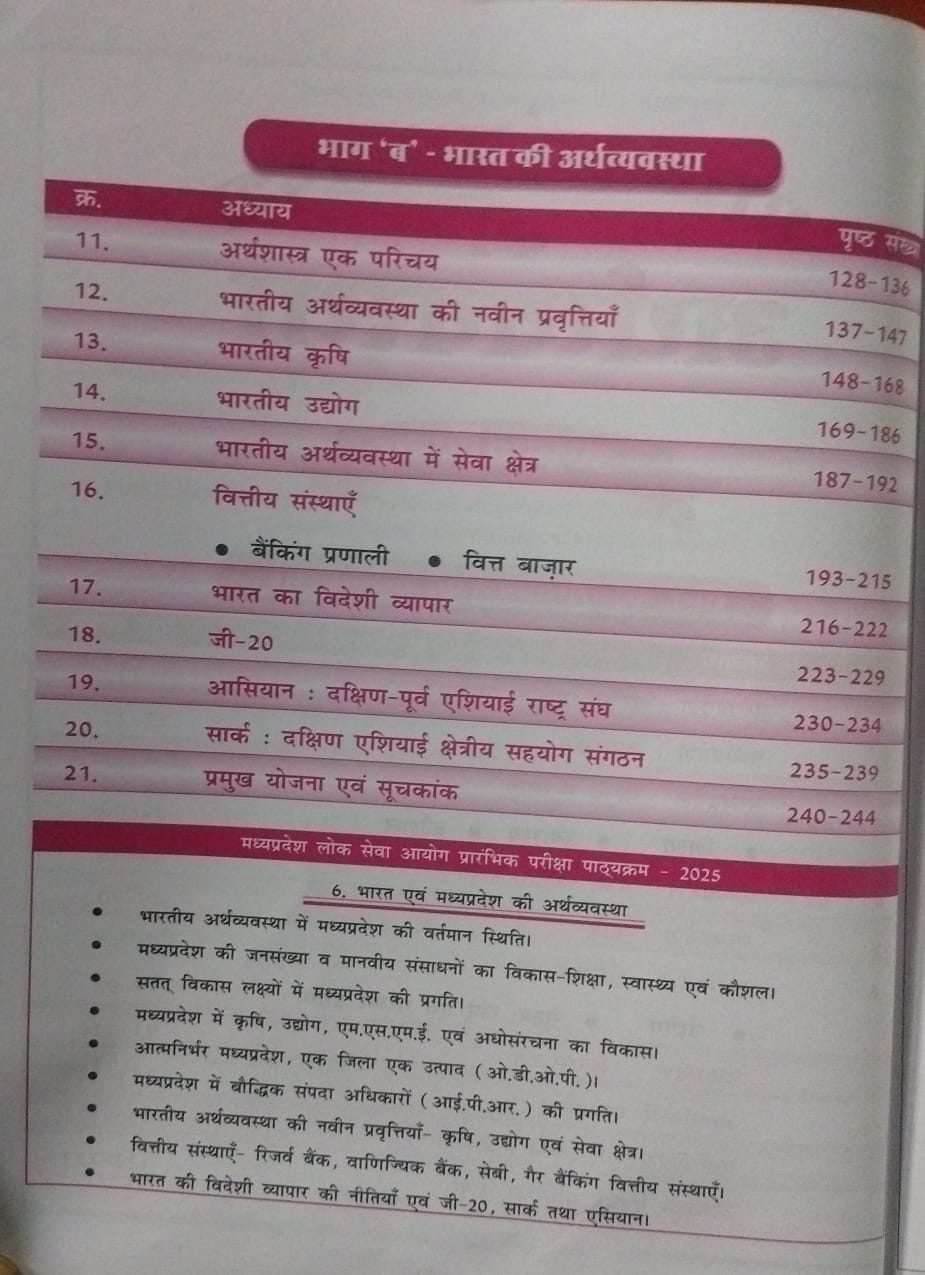 भाग ‘ब’ - भारत की अर्थव्यवस्था
क्र. अध्याय पृष्ठ संख्या
11. अर्थशास्त्र एक परिचय 128-136
12. भारतीय अर्थव्यवस्था की नवीन प्रवृत्तियाँ 137-147
13. भारतीय कृषि 148-168
14. भारतीय उद्योग 169-186
15. भारतीय अर्थव्यवस्था में सेवा क्षेत्र 187-192
16. वित्तीय संस्थाएँ
• बैंकिंग प्रणाली • वित्त बाज़ार 193-215
17. भारत का विदेशी व्यापार 216-222
18. जी-20 223-229
19. आसियान : दक्षिण-पूर्व एशियाई राष्ट्र संघ 230-234
20. सार्क : दक्षिण एशियाई क्षेत्रीय सहयोग संगठन 235-239
21. प्रमुख योजना एवं सूचकांक 240-244
मध्यप्रदेश लोक सेवा आयोग प्रारंभिक परीक्षा पाठ्यक्रम - 2025
6. भारत एवं मध्यप्रदेश की अर्थव्यवस्था
• भारतीय अर्थव्यवस्था में मध्यप्रदेश की वर्तमान स्थिति।
• मध्यप्रदेश की जनसंख्या व मानवीय संसाधनों का विकास-शिक्षा, स्वास्थ्य एवं कौशल।
• सतत् विकास लक्ष्यों में मध्यप्रदेश की प्रगति।
• मध्यप्रदेश में कृषि, उद्योग, एम.एस.एम.ई. एवं अधोसंरचना का विकास।
• आत्मनिर्भर मध्यप्रदेश, एक जिला एक उत्पाद (ओ.डी.ओ.पी.)।
• मध्यप्रदेश में बौद्धिक संपदा अधिकारों (आई.पी.आर.) की प्रगति।
• भारतीय अर्थव्यवस्था की नवीन प्रवृत्तियाँ- कृषि, उद्योग एवं सेवा क्षेत्र।
• वित्तीय संस्थाएँ- रिजर्व बैंक, वाणिज्यिक बैंक, सेबी, गैर बैंकिंग वित्तीय संस्थाएँ।
• भारत की विदेशी व्यापार की नीतियाँ एवं जी-20, सार्क तथा एसियान।